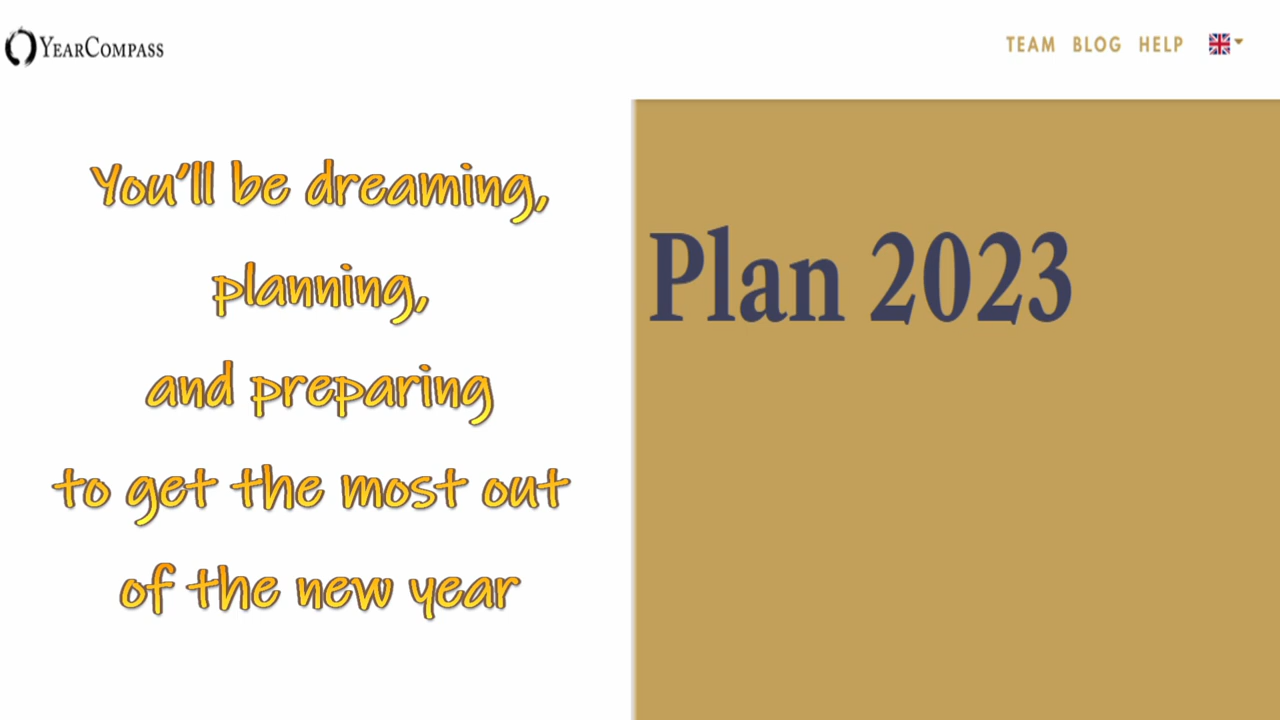 YEARCOMPASS
TEAM BLOG HELP
You'll be dreaming,
planning,
and preparing
to get the most out
of the new year
Plan 2023